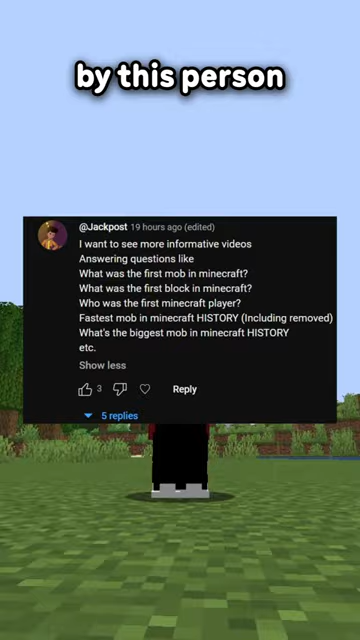 by this person
@Jackpost 19 hours ago (edited)
I want to see more informative videos
Answering questions like
What was the first mob in minecraft?
What was the first block in minecraft?
Who was the first minecraft player?
Fastest mob in minecraft HISTORY (Including removed)
What's the biggest mob in minecraft HISTORY
etc.
Show less
3 Reply
5 replies